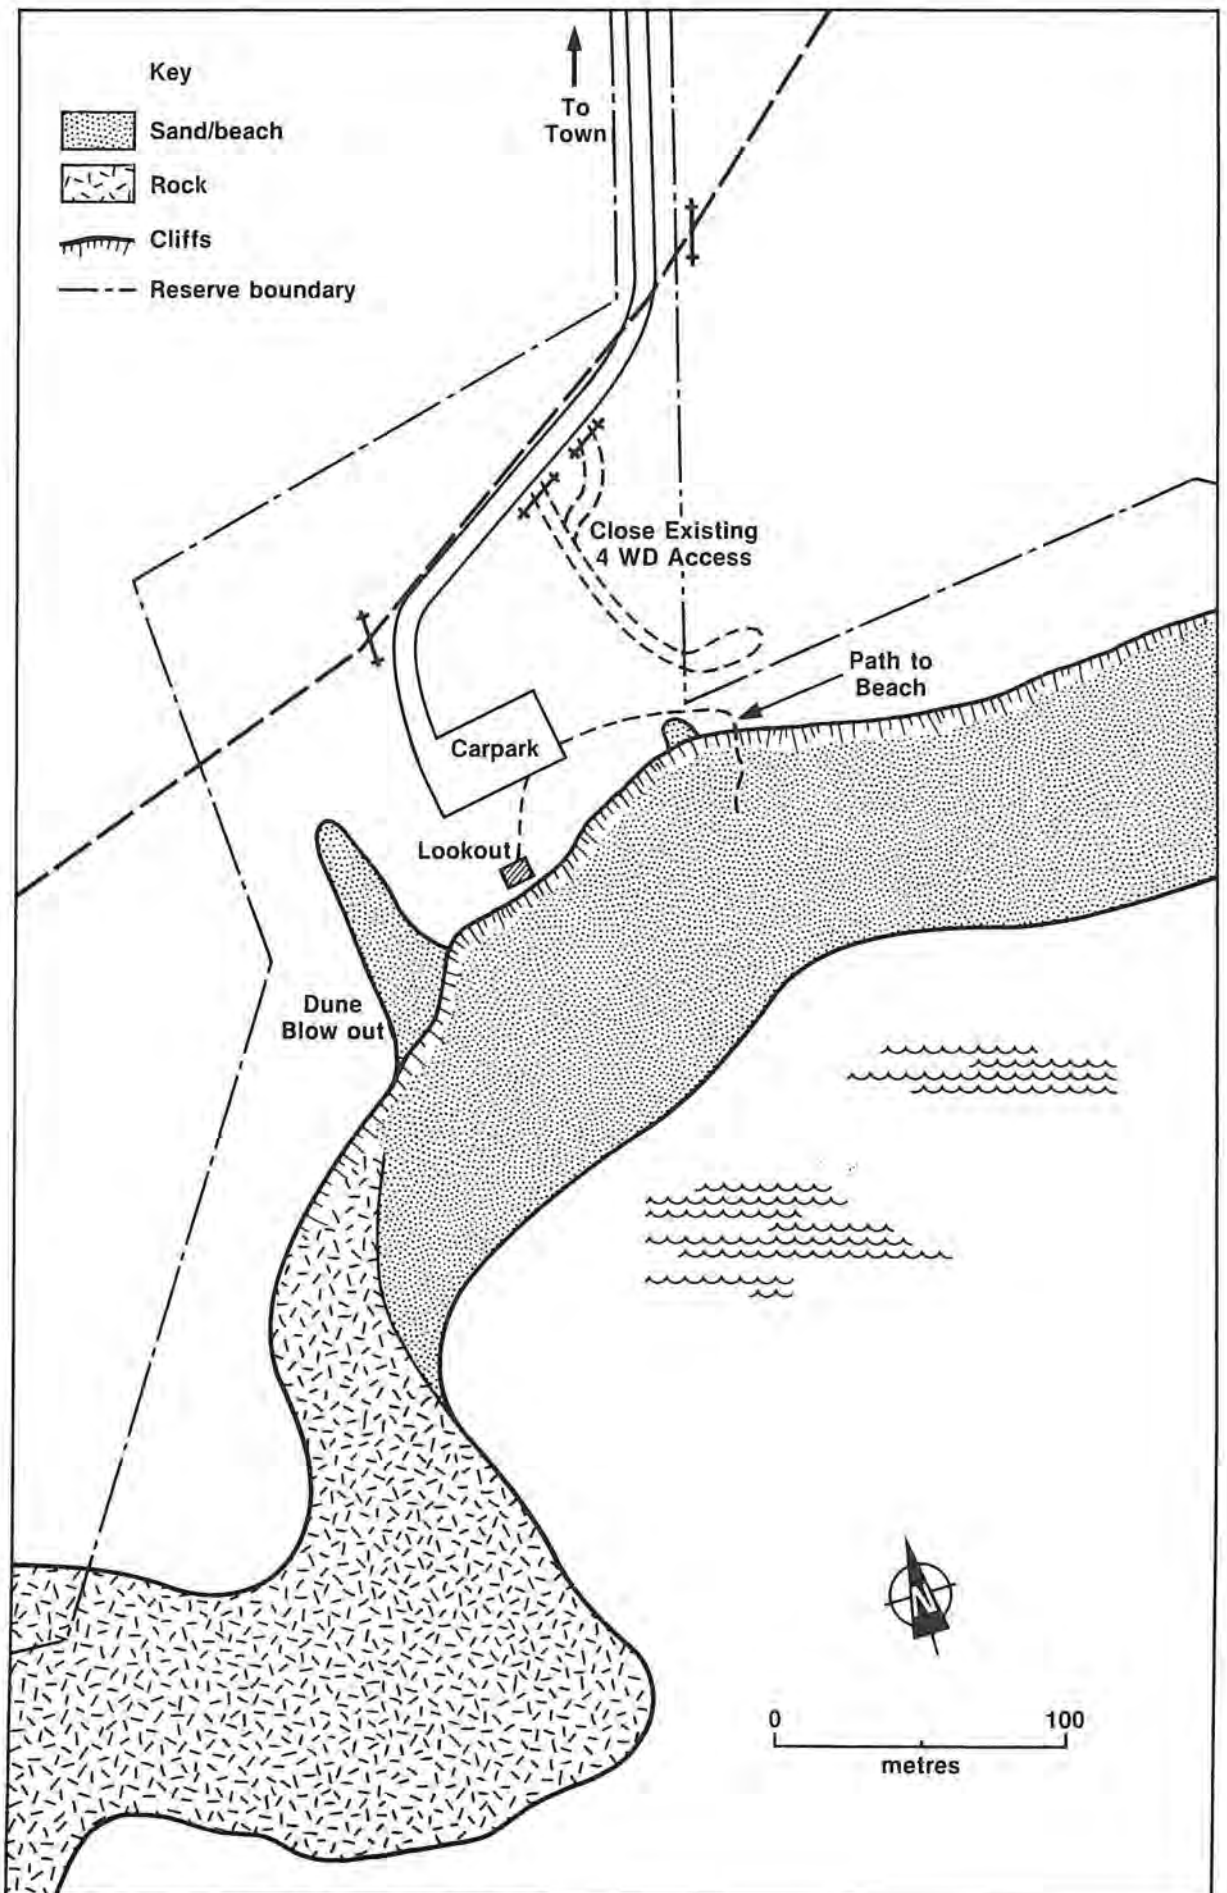 Key
Sand/beach
Rock
Cliffs
Reserve boundary
To
Town
Close Existing
4 WD Access
Path to
Beach
Carpark
Lookout
Dune
Blow out
N
0 100
metres